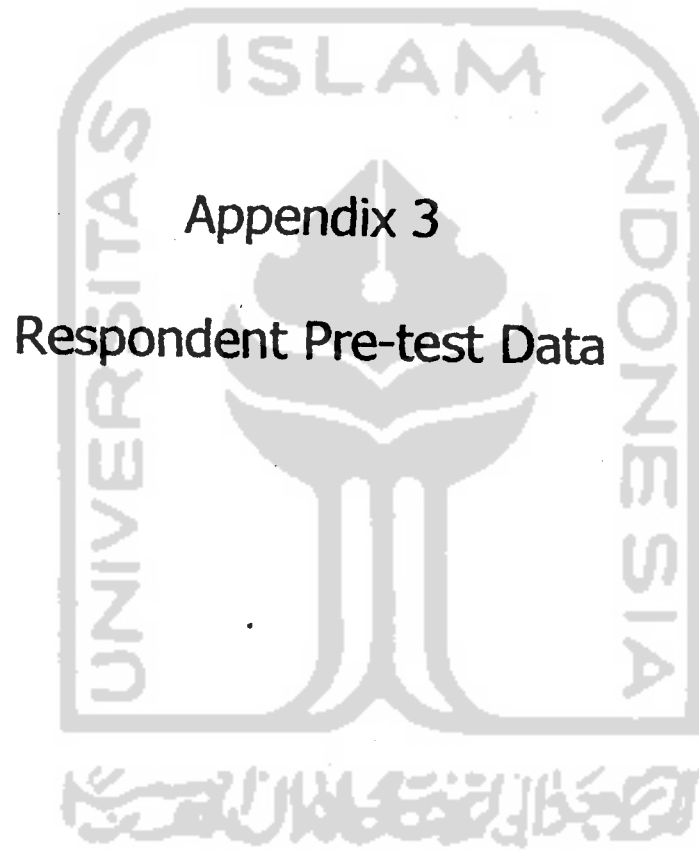 ISLAM
UNIVERSITAS
INDONESIA
Appendix 3
Respondent Pre-test Data